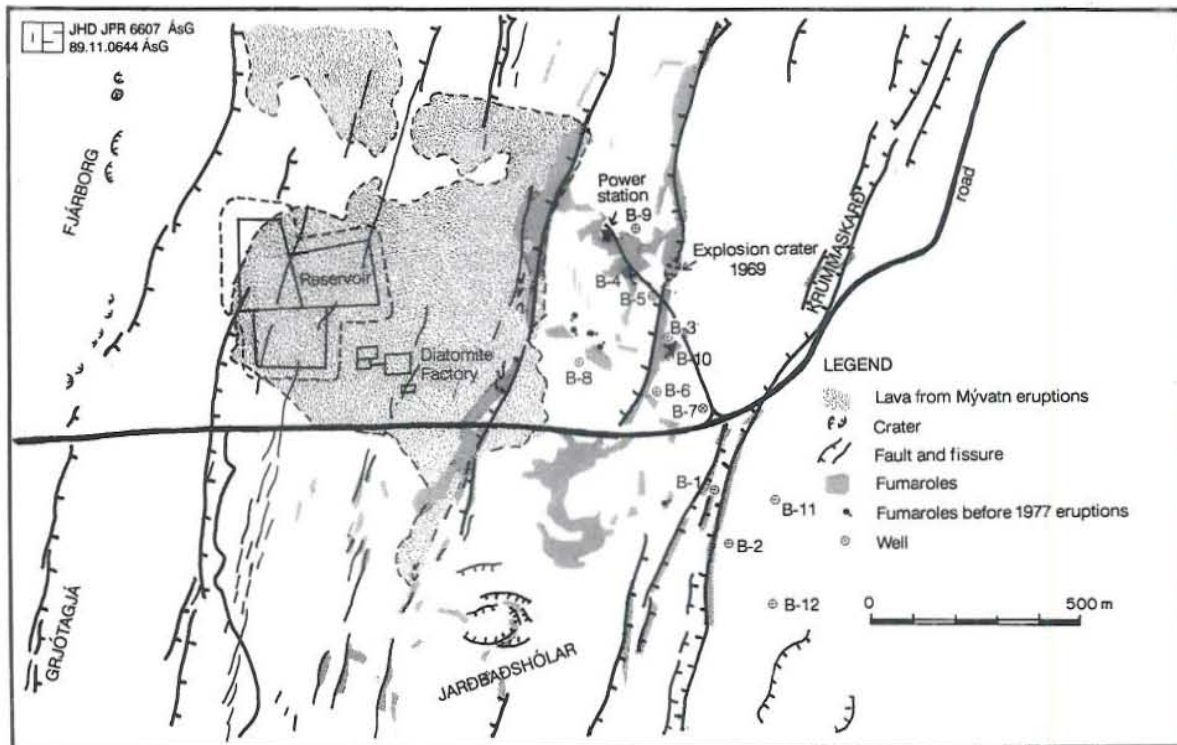 OS JHD JPR 6607 ÁsG
89.11.0644 ÁsG
FJÁRBORG
GRJÓTAGJÁ
Reservoir
Diatomite
Factory
Power
station
B-9
Explosion crater
1969
B-4
B-5
B-3
B-10
B-8
B-6
B-7
B-1
B-2
B-11
B-12
KRUMMASKARÐ
road
JARÐBAÐSHÓLAR
LEGEND
Lava from Mývatn eruptions
Crater
Fault and fissure
Fumaroles
Fumaroles before 1977 eruptions
Well
0 500 m